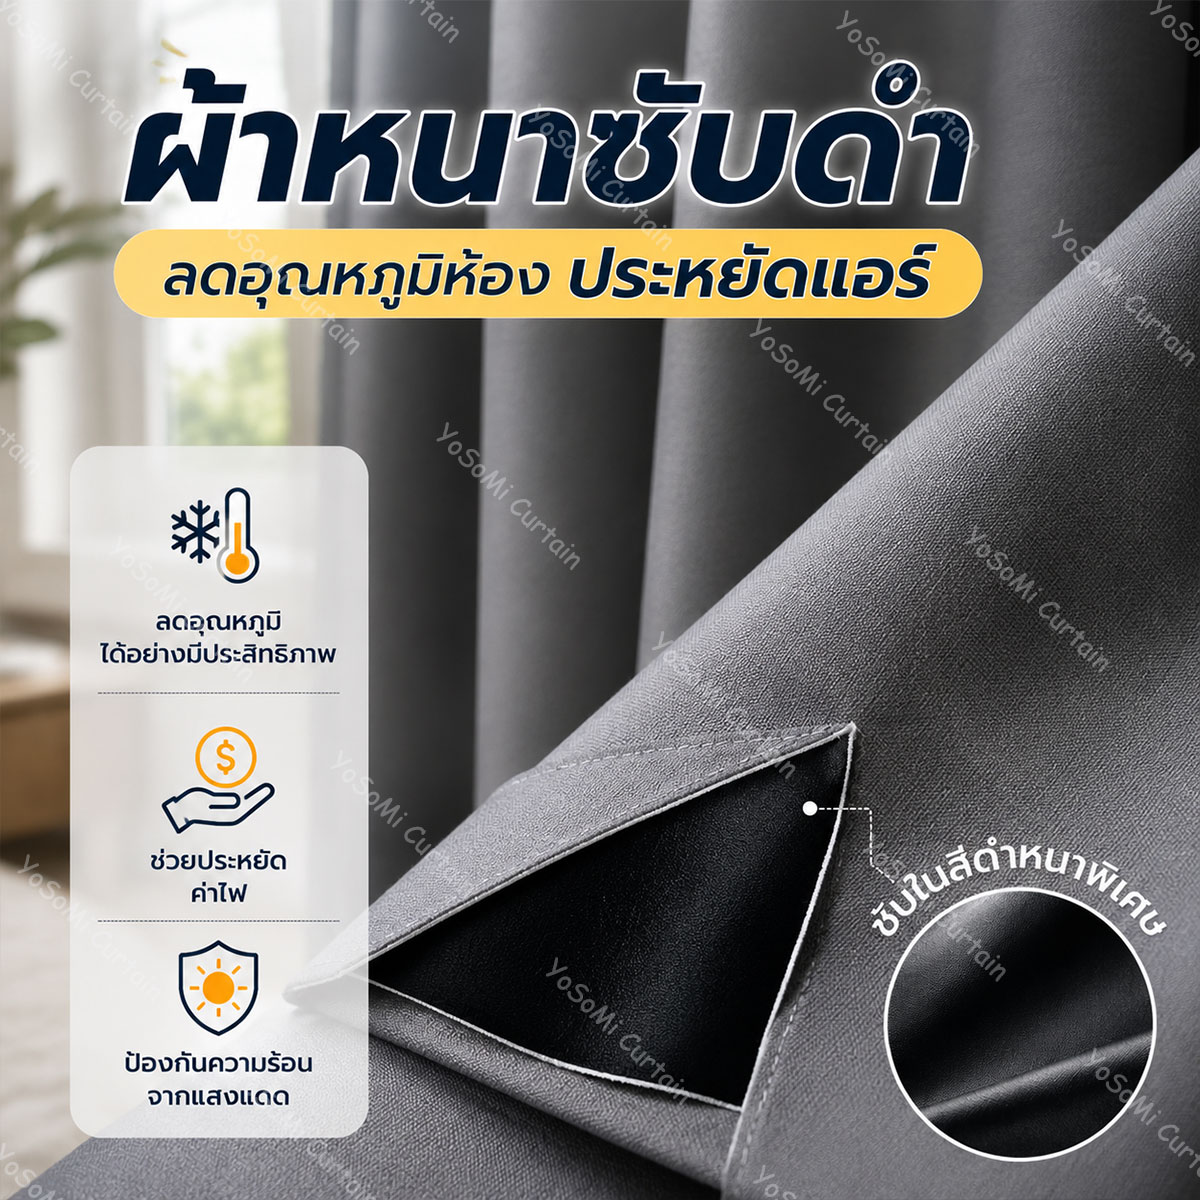 ผ้าหนาซับดำ
ลดอุณหภูมิห้อง ประหยัดแอร์
ลดอุณหภูมิ
ได้อย่างมีประสิทธิภาพ
$
ช่วยประหยัด
ค่าไฟ
ป้องกันความร้อน
จากแสงแดด
ซับในสีดำหนาพิเศษ
YoSoMi Curtain